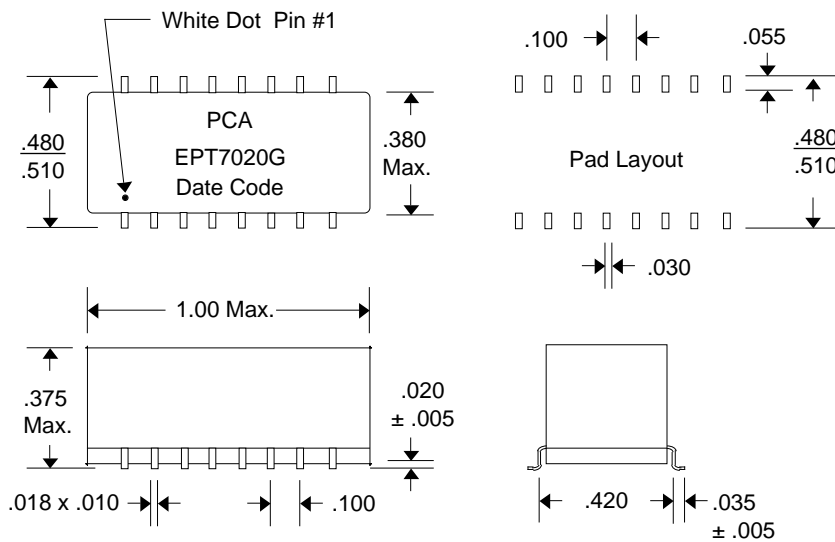 White Dot Pin #1
.480
.510
PCA
EPT7020G
Date Code
.380
Max.
.100
.055
Pad Layout
.480
.510
.030
1.00 Max.
.375
Max.
.020
± .005
.018 x .010
.100
.420
.035
± .005